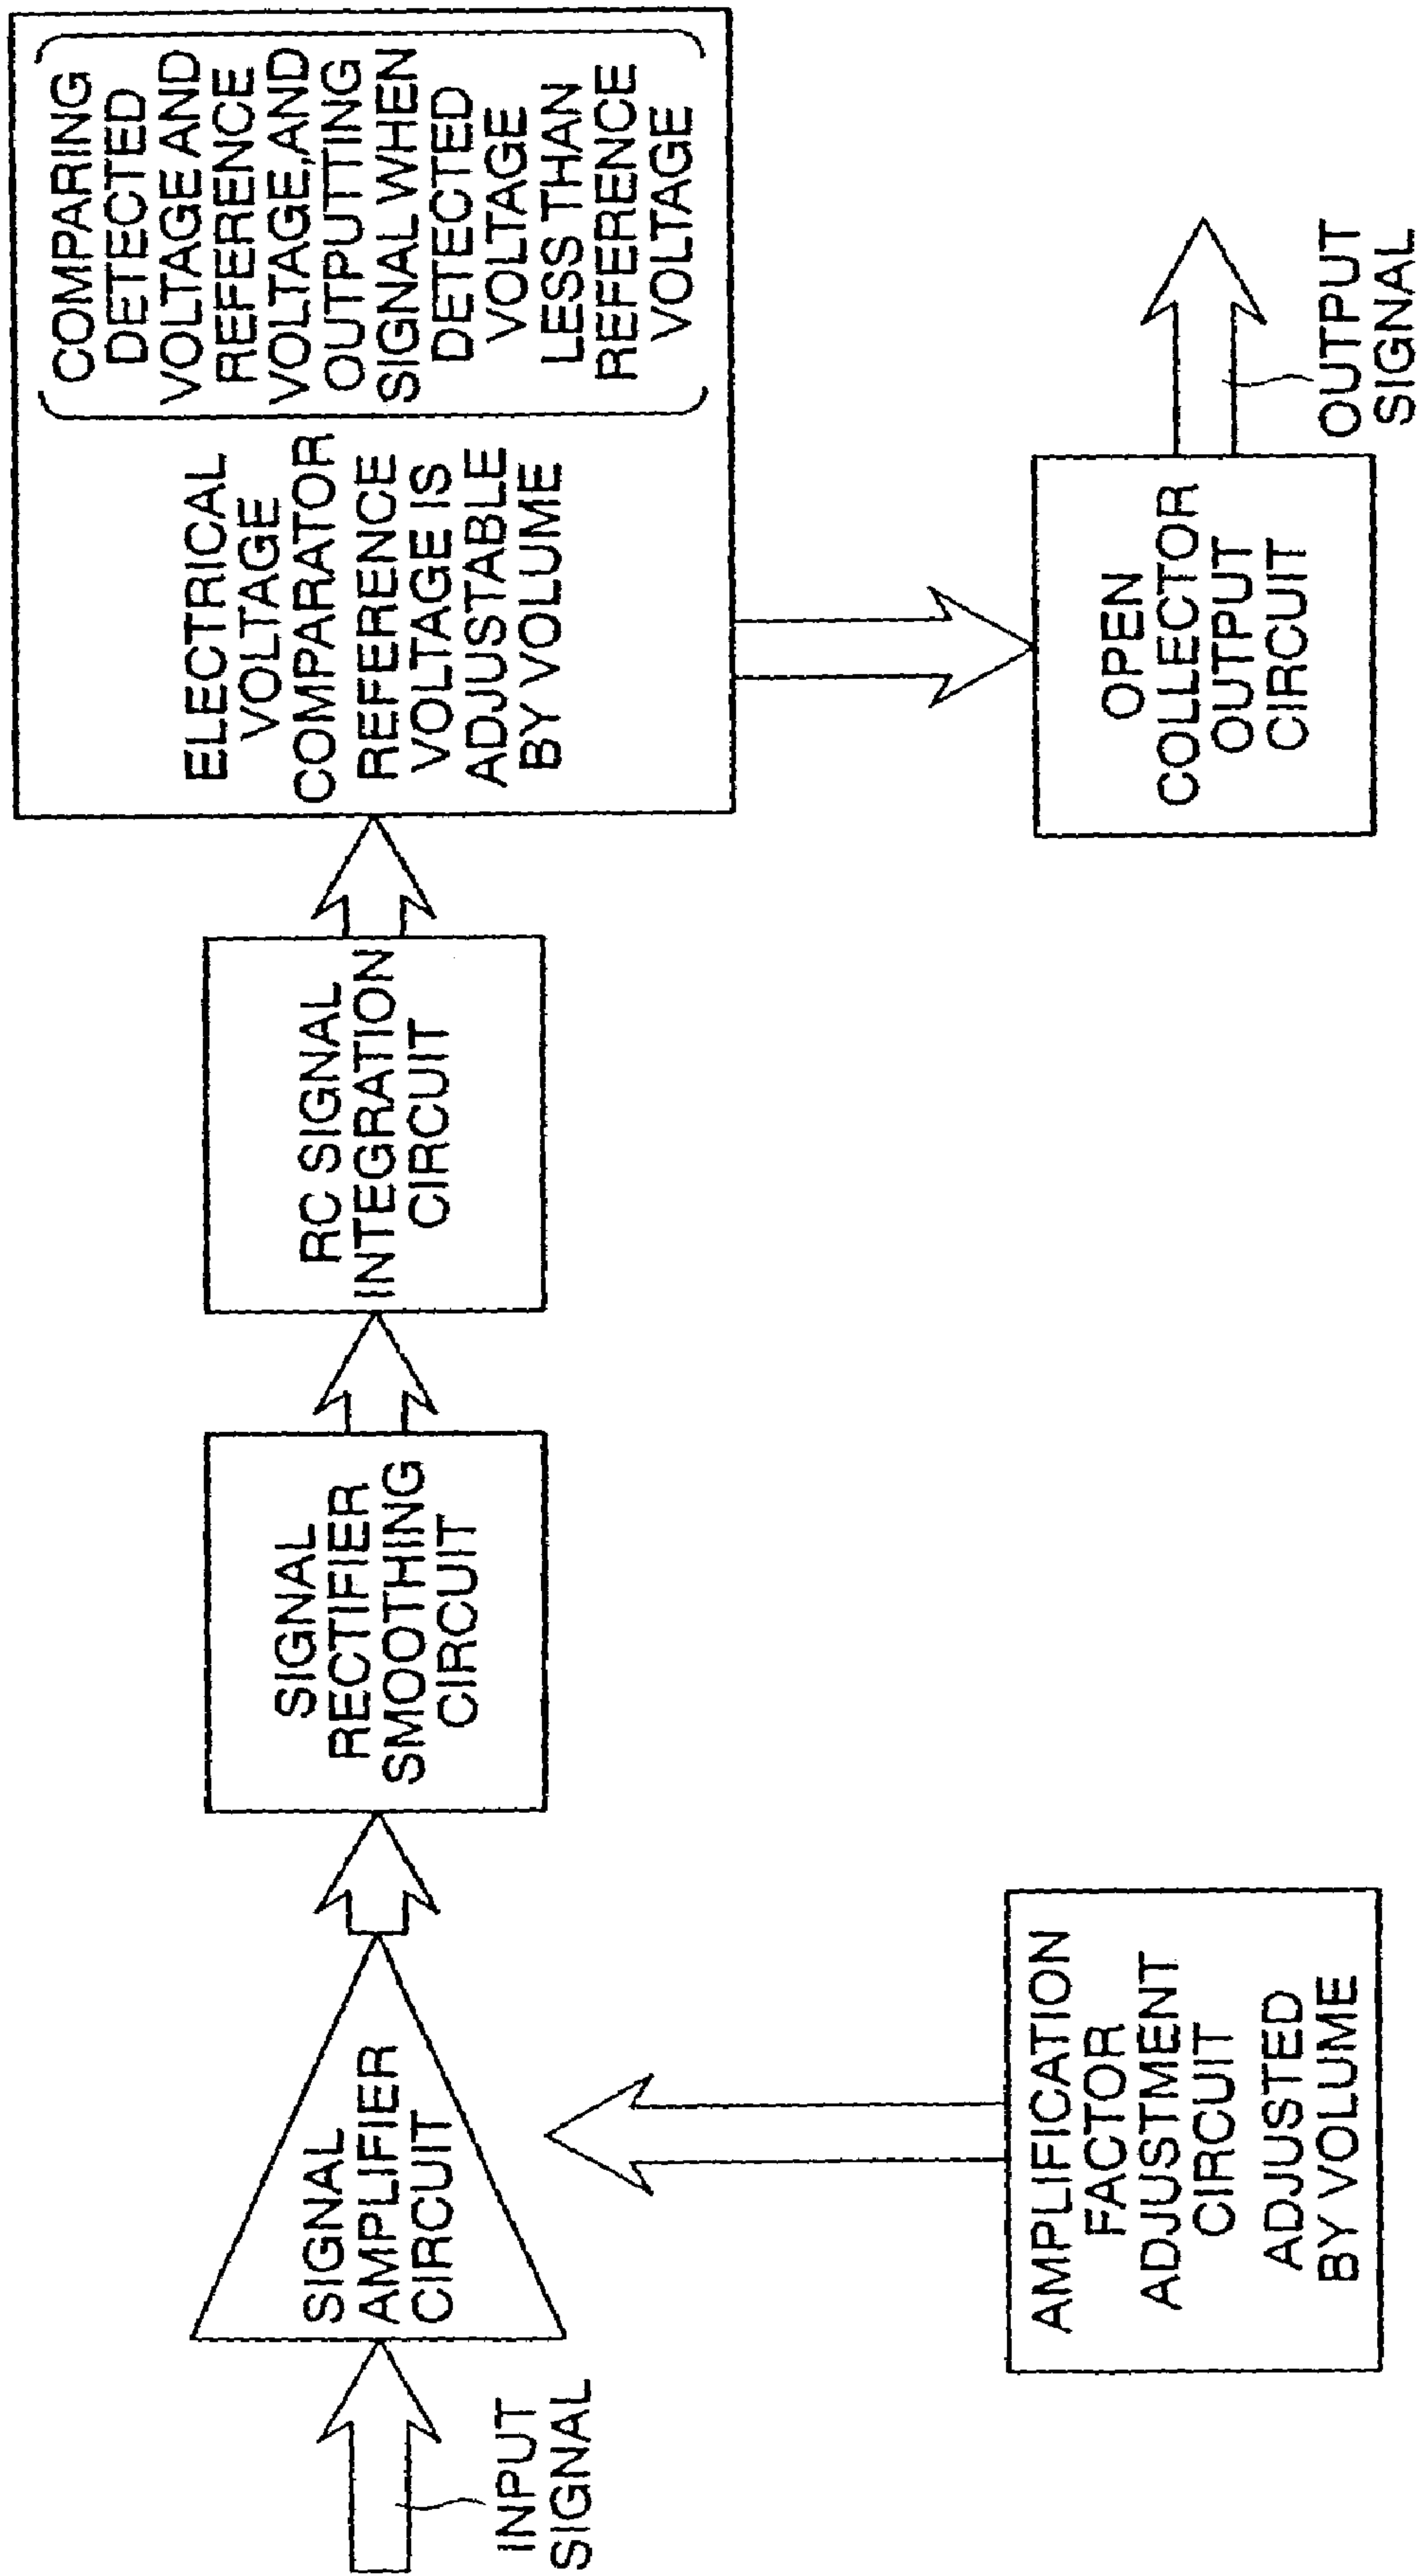 INPUT
SIGNAL
SIGNAL
AMPLIFIER
CIRCUIT
AMPLIFICATION
FACTOR
ADJUSTMENT
CIRCUIT
ADJUSTED
BY VOLUME
SIGNAL
RECTIFIER
SMOOTHING
CIRCUIT
RC SIGNAL
INTEGRATION
CIRCUIT
ELECTRICAL
VOLTAGE
COMPARATOR
REFERENCE
VOLTAGE IS
ADJUSTABLE
BY VOLUME
COMPARING
DETECTED
VOLTAGE AND
REFERENCE
VOLTAGE,AND
OUTPUTTING
SIGNAL WHEN
DETECTED
VOLTAGE
LESS THAN
REFERENCE
VOLTAGE
OPEN
COLLECTOR
OUTPUT
CIRCUIT
OUTPUT
SIGNAL